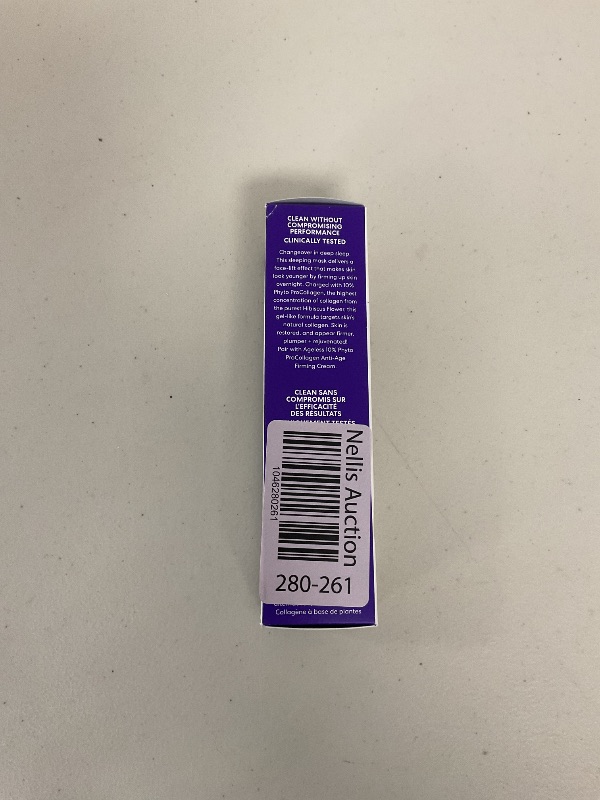 CLEAN WITHOUT
COMPROMISING
PERFORMANCE
CLINICALLY TESTED
Changeover in deep sleep.
This sleeping mask delivers a
face-lift effect that makes skin
look younger by firming up skin
overnight. Charged with 10%
Phyto ProCollagen, the highest
concentration of collagen from
the purest Hibiscus Flower, this
gel-like formula targets skin's
natural collagen. Skin is
restored, and appear firmer,
plumper + rejuvenated!
Pair with Ageless 10% Phyto
ProCollagen Anti-Age
Firming Cream.
CLEAN SANS
COMPROMIS SUR
L'EFFICACITÉ
DES RÉSULTATS
TESTÉS
Nellis Auction
1046280261
280-261
Collagène à base de plantes